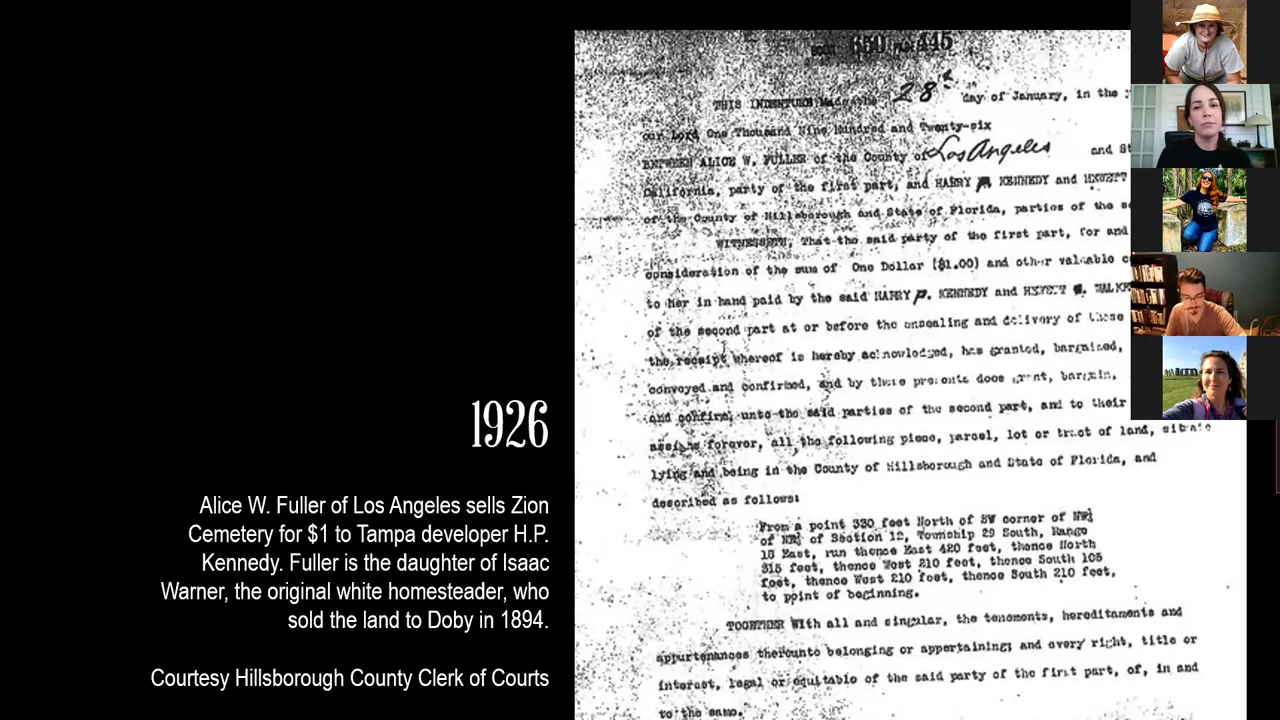 1926
Alice W. Fuller of Los Angeles sells Zion
Cemetery for $1 to Tampa developer H.P.
Kennedy. Fuller is the daughter of Isaac
Warner, the original white homesteader, who
sold the land to Doby in 1894.
Courtesy Hillsborough County Clerk of Courts
BOOK 650 PAGE 445
THIS INDENTURE Made the 28th day of January, in the
our Lord One Thousand Nine Hundred and Twenty-six
BETWEEN ALICE W. FULLER of the County of Los Angeles and
California, party of the first part, and HARRY P. KENNEDY and
of the County of Hillsborough and State of Florida, parties of the
WITNESSETH, That the said party of the first part, for and
consideration of the sum of One Dollar ($1.00) and other valuable
to her in hand paid by the said HARRY P. KENNEDY and
of the second part at or before the ensealing and delivery of these
the receipt whereof is hereby acknowledged, has granted, bargained,
conveyed and confirmed, and by these presents does grant, bargain,
and confirm unto the said parties of the second part, and to their
assigns forever, all the following piece, parcel, lot or tract of land, situate
lying and being in the County of Hillsborough and State of Florida, and
described as follows:
From a point 330 feet North of SW corner of
of of Section 12, Township 29 South, Range
18 East, run thence East 420 feet, thence North
315 feet, thence West 210 feet, thence South 105
feet, thence West 210 feet, thence South 210 feet,
to point of beginning.
TOGETHER With all and singular, the tenements, hereditaments and
appurtenances thereunto belonging or appertaining; and every right, title or
interest, legal or equitable of the said party of the first part, of, in and
to the same.